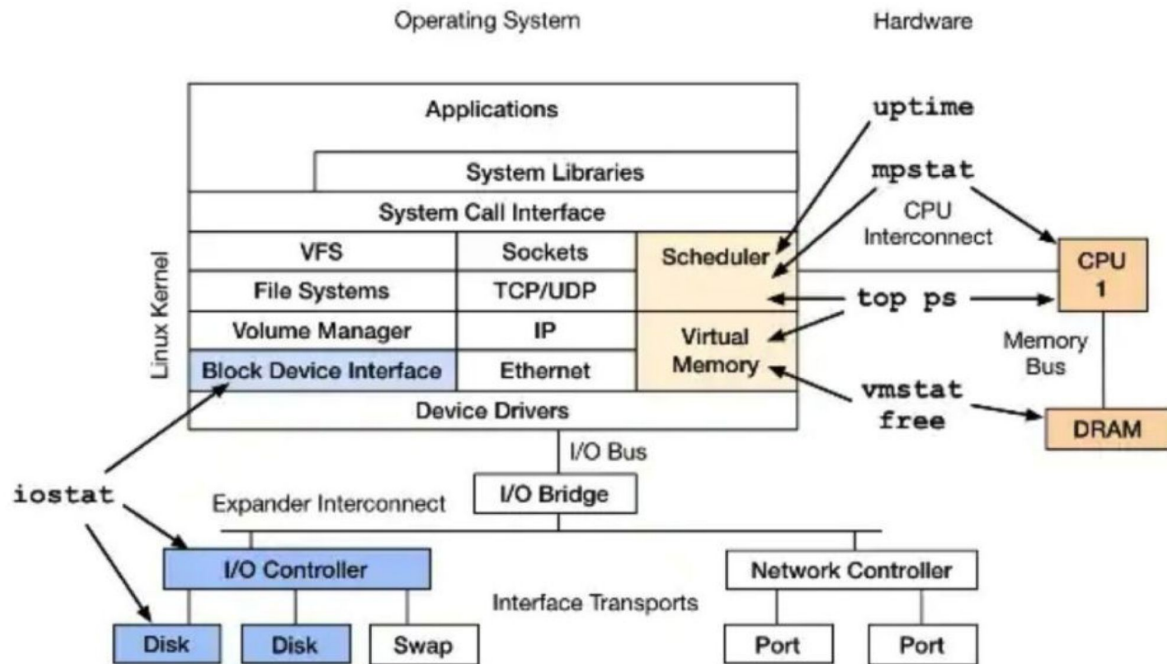 Operating System
Hardware
Applications
uptime
System Libraries
mpstat
System Call Interface
CPU
Interconnect
Linux Kernel
VFS
Sockets
Scheduler
CPU
1
File Systems
TCP/UDP
top ps
Volume Manager
IP
Virtual
Memory
Memory
Bus
Block Device Interface
Ethernet
vmstat
free
Device Drivers
DRAM
I/O Bus
iostat
Expander Interconnect
I/O Bridge
I/O Controller
Network Controller
Interface Transports
Disk
Disk
Swap
Port
Port